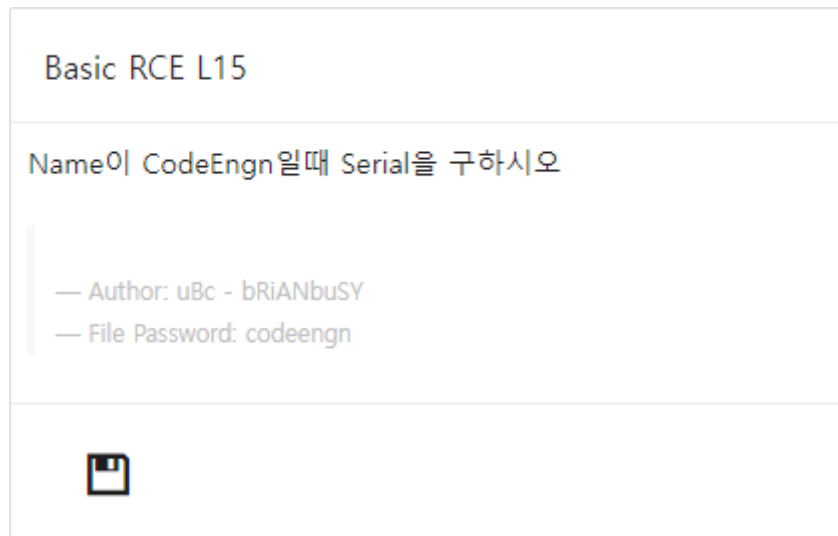 Basic RCE L15
Name이 CodeEngn일때 Serial을 구하시오
— Author: uBc - bRiANbuSY
— File Password: codeengn